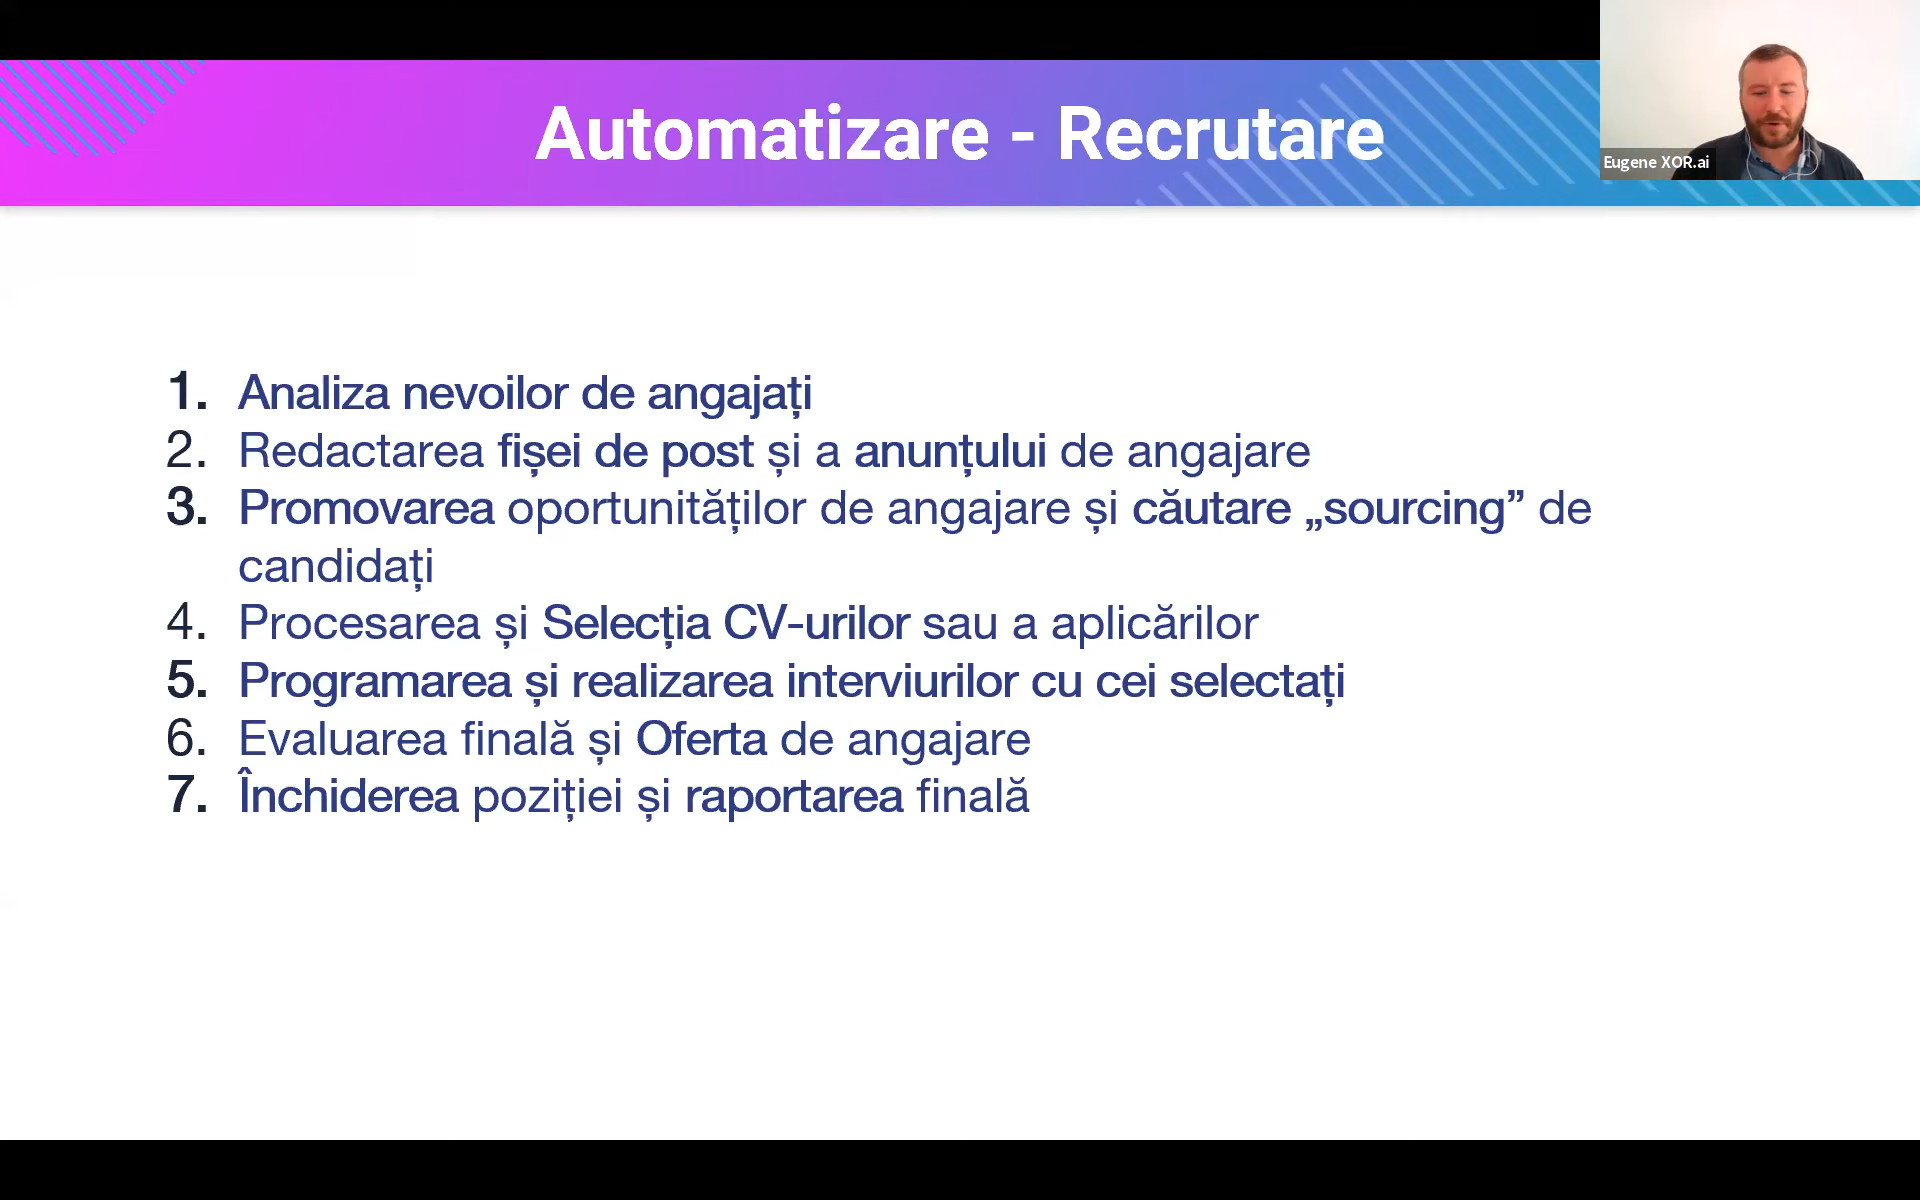 Automatizare - Recrutare
Eugene XOR.ai
1. Analiza nevoilor de angajați
2. Redactarea fișei de post și a anunțului de angajare
3. Promovarea oportunităților de angajare și căutare „sourcing” de
candidați
4. Procesarea și Selecția CV-urilor sau a aplicărilor
5. Programarea și realizarea interviurilor cu cei selectați
6. Evaluarea finală și Oferta de angajare
7. Închiderea poziției și raportarea finală